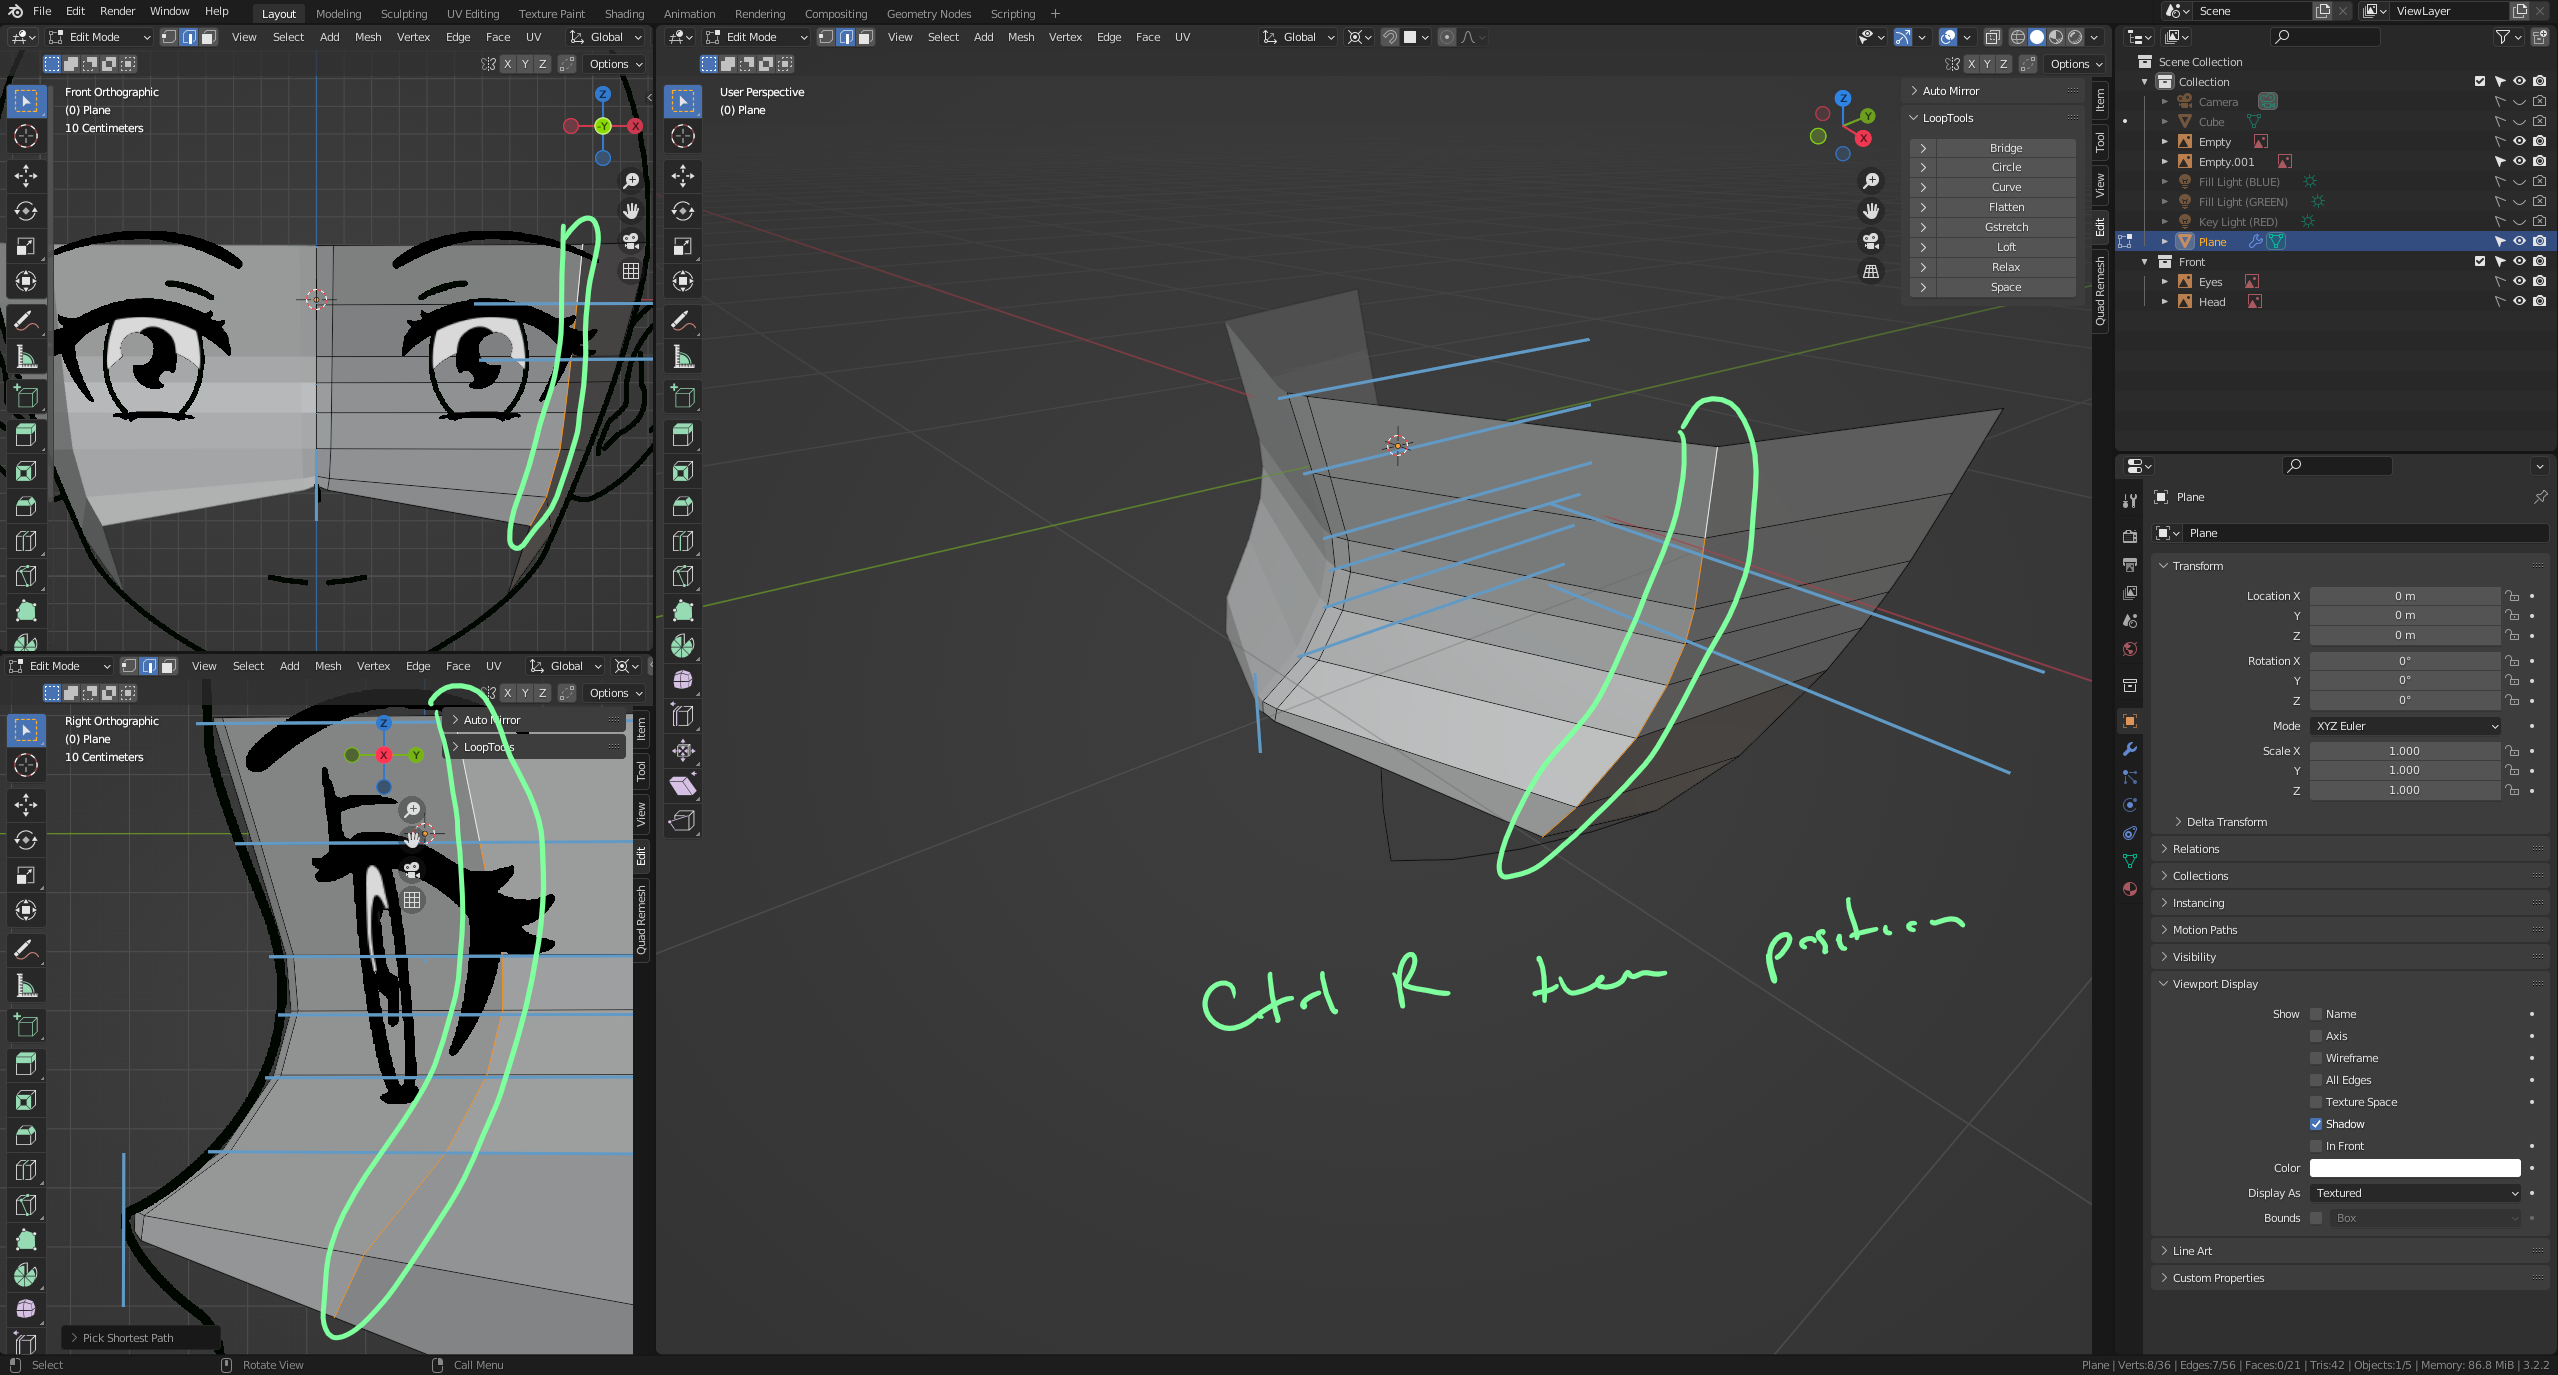 File Edit Render Window Help Layout Modeling Sculpting UV Editing Texture Paint Shading Animation Rendering Compositing Geometry Nodes Scripting + Scene ViewLayer
Edit Mode View Select Add Mesh Vertex Edge Face UV Global
X Y Z Options
Front Orthographic
(0) Plane
10 Centimeters
Z
-Y X
Edit Mode View Select Add Mesh Vertex Edge Face UV Global
X Y Z Options
User Perspective
(0) Plane
Z
Y
X
Auto Mirror
LoopTools
Bridge
Circle
Curve
Flatten
Gstretch
Loft
Relax
Space
Item
Tool
View
Edit
Quad Remesh
Ctrl R then position
Edit Mode View Select Add Mesh Vertex Edge Face UV Global
X Y Z Options
Right Orthographic
(0) Plane
10 Centimeters
Z
X Y
Auto Mirror
LoopTools
Item
Tool
View
Edit
Quad Remesh
Pick Shortest Path
Scene Collection
Collection
Camera
Cube
Empty
Empty.001
Fill Light (BLUE)
Fill Light (GREEN)
Key Light (RED)
Plane
Front
Eyes
Head
Plane
Plane
Transform
Location X 0 m
Y 0 m
Z 0 m
Rotation X 0°
Y 0°
Z 0°
Mode XYZ Euler
Scale X 1.000
Y 1.000
Z 1.000
Delta Transform
Relations
Collections
Instancing
Motion Paths
Visibility
Viewport Display
Show Name
Axis
Wireframe
All Edges
Texture Space
Shadow
In Front
Color
Display As Textured
Bounds Box
Line Art
Custom Properties
Select Rotate View Call Menu Plane | Verts:8/36 | Edges:7/56 | Faces:0/21 | Tris:42 | Objects:1/5 | Memory: 86.8 MiB | 3.2.2